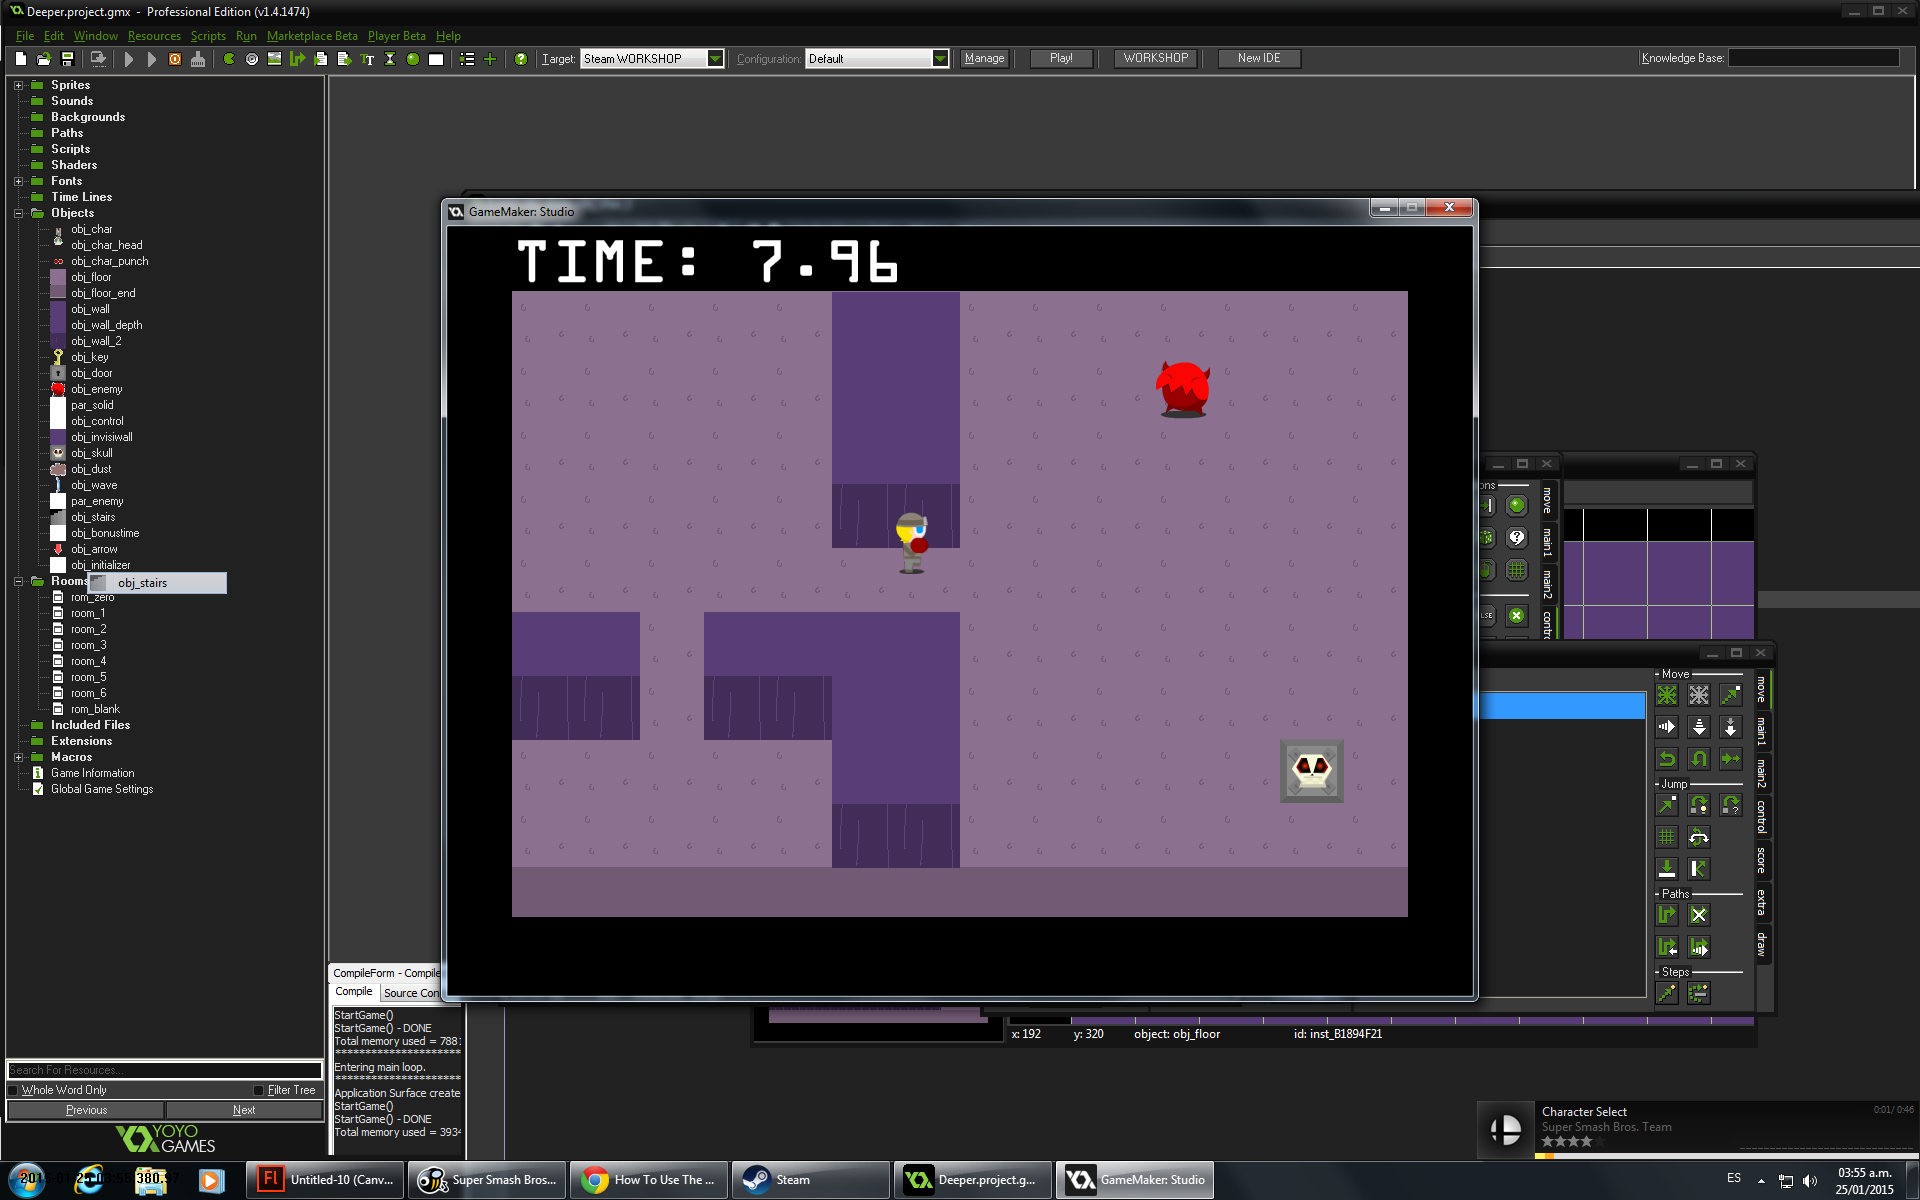 Deeper.project.gmx - Professional Edition (v1.4.1474)
File Edit Window Resources Scripts Run Marketplace Beta Player Beta Help
Target: Steam WORKSHOP Configuration: Default Manage Play! WORKSHOP New IDE Knowledge Base:
Sprites
Sounds
Backgrounds
Paths
Scripts
Shaders
Fonts
Time Lines
Objects
obj_char
obj_char_head
obj_char_punch
obj_floor
obj_floor_end
obj_wall
obj_wall_depth
obj_wall_2
obj_key
obj_door
obj_enemy
par_solid
obj_control
obj_invisiwall
obj_skull
obj_dust
obj_wave
par_enemy
obj_stairs
obj_bonustime
obj_arrow
obj_initializer
Rooms
obj_stairs
rom_zero
room_1
room_2
room_3
room_4
room_5
room_6
rom_blank
Included Files
Extensions
Macros
Game Information
Global Game Settings
Search For Resources...
Whole Word Only Filter Tree
Previous Next
YOYO GAMES
GameMaker: Studio
TIME: 7.96
move
main1
main2
Move
Jump
Paths
Steps
move
main1
main2
control
score
extra
draw
CompileForm - Compile
Compile Source Con
StartGame()
StartGame() - DONE
Total memory used = 788
**********************
Entering main loop.
**********************
Application Surface create
StartGame()
StartGame() - DONE
Total memory used = 393
x: 192 y: 320 object: obj_floor id: inst_B1894F21
Character Select 0:01/ 0:46
Super Smash Bros. Team
Untitled-10 (Canv... Super Smash Bros... How To Use The ... Steam Deeper.project.g... GameMaker: Studio
ES 03:55 a.m.
25/01/2015